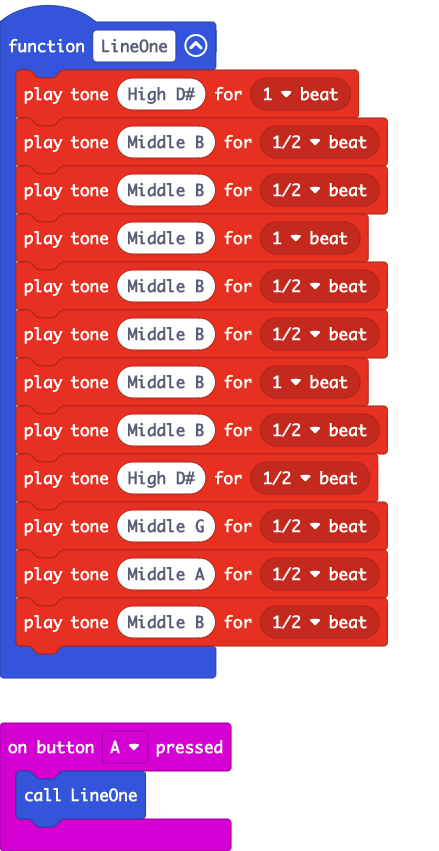 function LineOne
play tone High D# for 1 beat
play tone Middle B for 1/2 beat
play tone Middle B for 1/2 beat
play tone Middle B for 1 beat
play tone Middle B for 1/2 beat
play tone Middle B for 1/2 beat
play tone Middle B for 1 beat
play tone Middle B for 1/2 beat
play tone High D# for 1/2 beat
play tone Middle G for 1/2 beat
play tone Middle A for 1/2 beat
play tone Middle B for 1/2 beat
on button A pressed
call LineOne